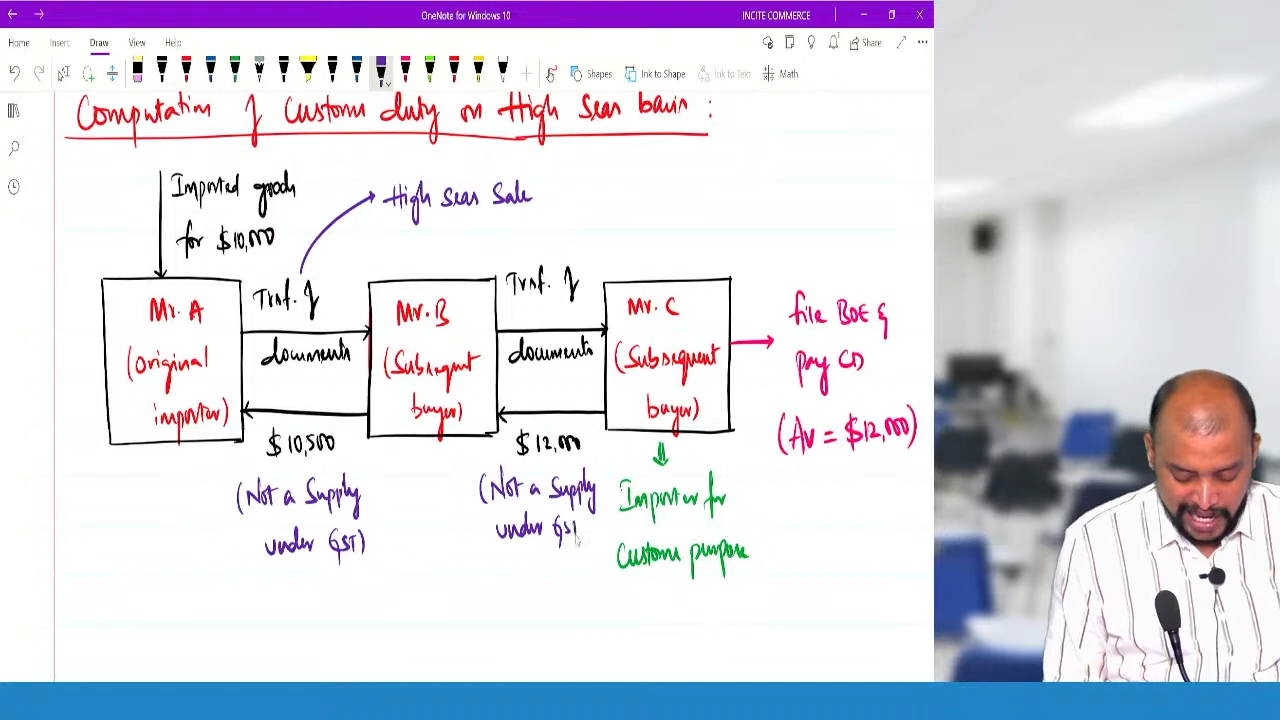 OneNote for Windows 10
INCITE COMMERCE
Home Insert Draw View Help
Share
Shapes Ink to Shape Ink to Text Math
Computation of Customs duty on High Seas basis :
Imported goods
for $10,000
High Seas Sale
Mr. A
(Original
importer)
Tnsf. of
documents
$10,500
(Not a Supply
under GST)
Mr. B
(Subsequent
buyer)
Tnsf. of
documents
$12,000
(Not a Supply
under GST
Mr. C
(Subsequent
buyer)
Importer for
Customs purpose
file BOE &
pay CD
(AV = $12,000)